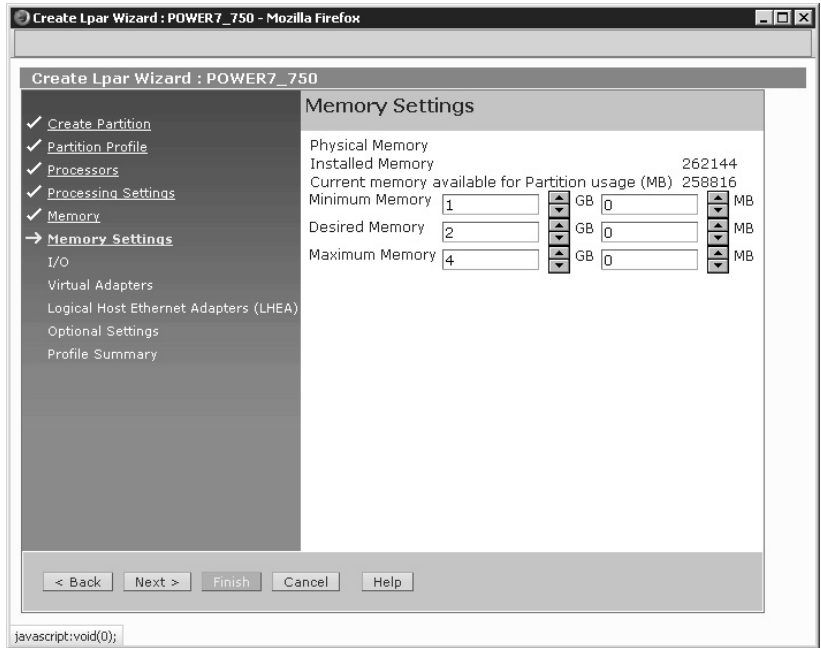 Create Lpar Wizard : POWER7_750 - Mozilla Firefox
Create Lpar Wizard : POWER7_750
Create Partition
Partition Profile
Processors
Processing Settings
Memory
Memory Settings
I/O
Virtual Adapters
Logical Host Ethernet Adapters (LHEA)
Optional Settings
Profile Summary
Memory Settings
Physical Memory
Installed Memory 262144
Current memory available for Partition usage (MB) 258816
Minimum Memory 1 GB 0 MB
Desired Memory 2 GB 0 MB
Maximum Memory 4 GB 0 MB
< Back Next > Finish Cancel Help
javascript:void(0);